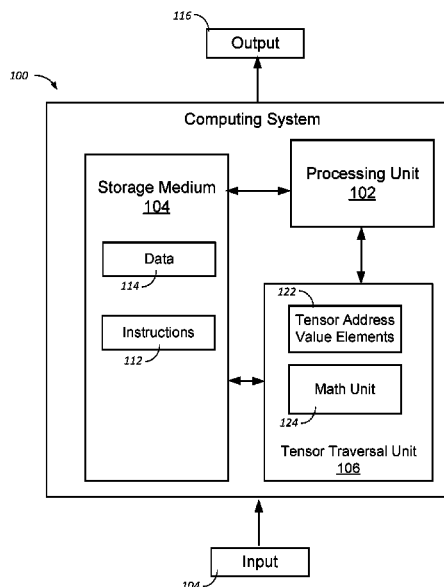 116
Output
100
Computing System
Storage Medium
104
Processing Unit
102
Data
114
Instructions
112
122
Tensor Address
Value Elements
Math Unit
124
Tensor Traversal Unit
106
Input
104